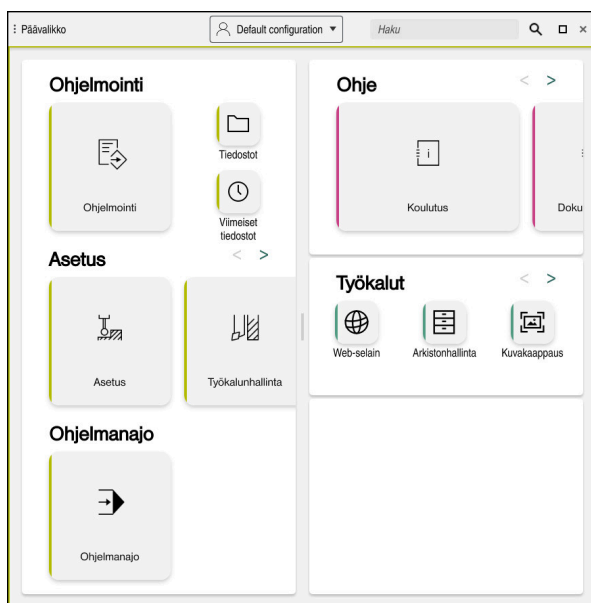 Päävalikko
Default configuration
Haku
Ohjelmointi
Ohjelmointi
Tiedostot
Viimeiset
tiedostot
Asetus
Asetus
Työkalunhallinta
Ohjelmanajo
Ohjelmanajo
Ohje
i
Koulutus
Doku
Työkalut
Web-selain
Arkistonhallinta
Kuvakaappaus